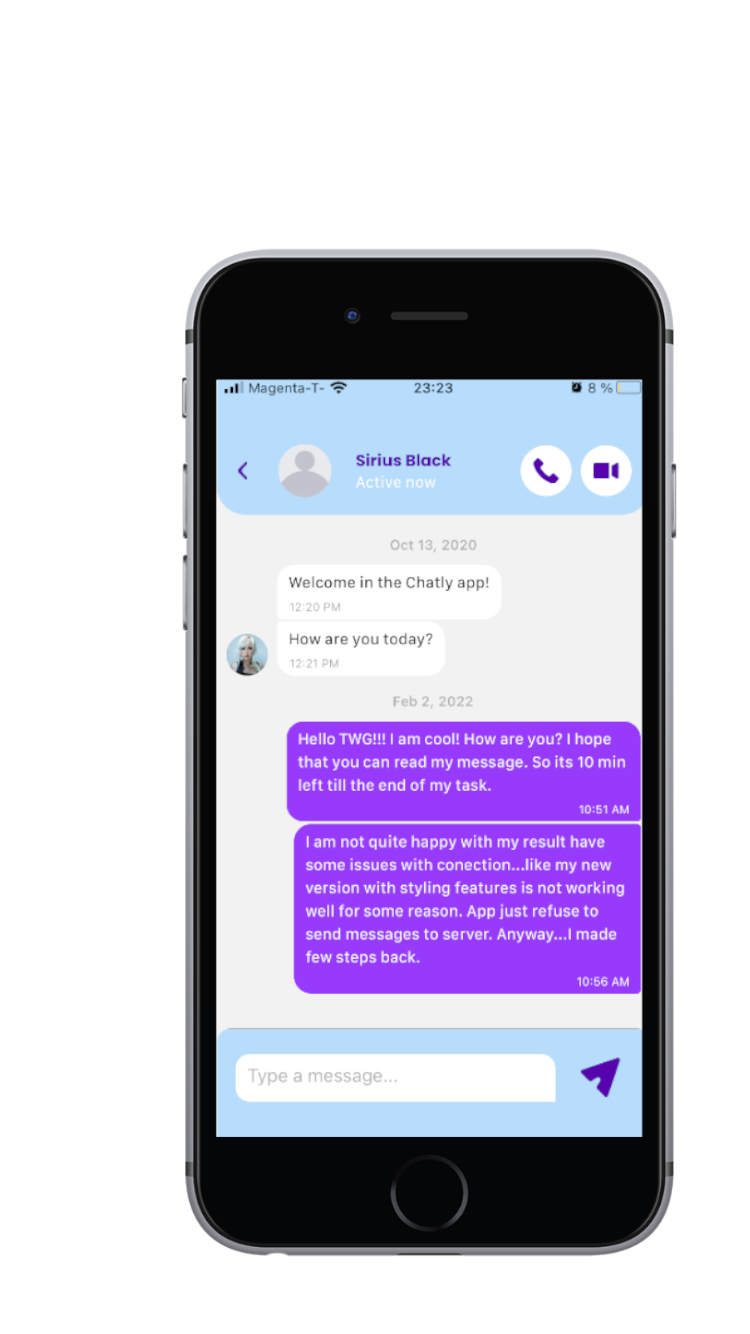 Magenta-T- 23:23 8 %
Sirius Black
Active now
Oct 13, 2020
Welcome in the Chatly app!
12:20 PM
How are you today?
12:21 PM
Feb 2, 2022
Hello TWG!!! I am cool! How are you? I hope
that you can read my message. So its 10 min
left till the end of my task.
10:51 AM
I am not quite happy with my result have
some issues with conection...like my new
version with styling features is not working
well for some reason. App just refuse to
send messages to server. Anyway...I made
few steps back.
10:56 AM
Type a message...